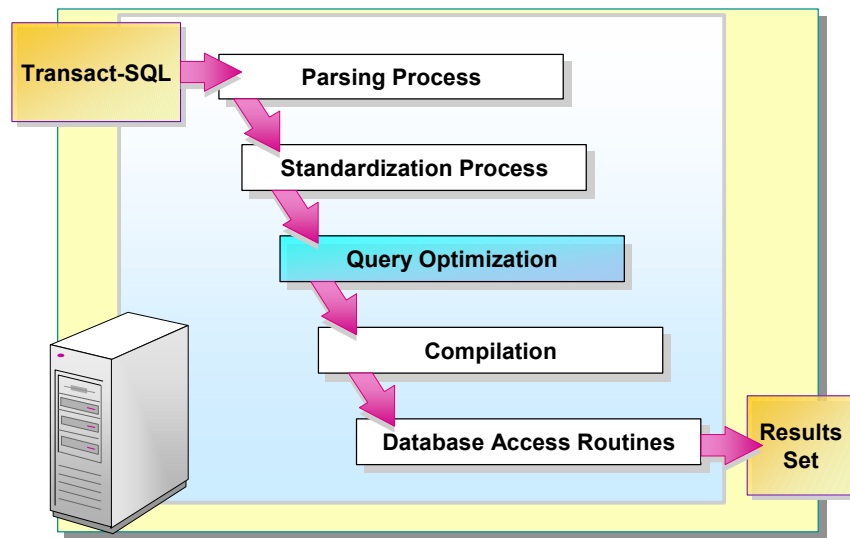 Transact-SQL
Parsing Process
Standardization Process
Query Optimization
Compilation
Database Access Routines
Results
Set